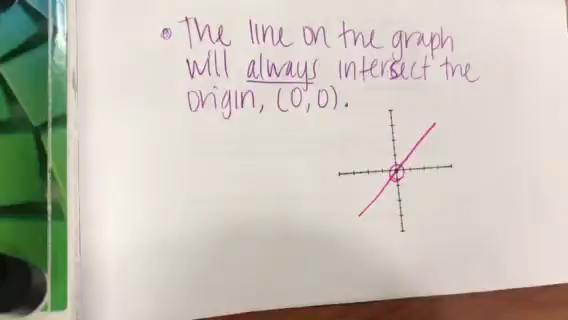 • The line on the graph
will always intersect the
origin, (0,0).